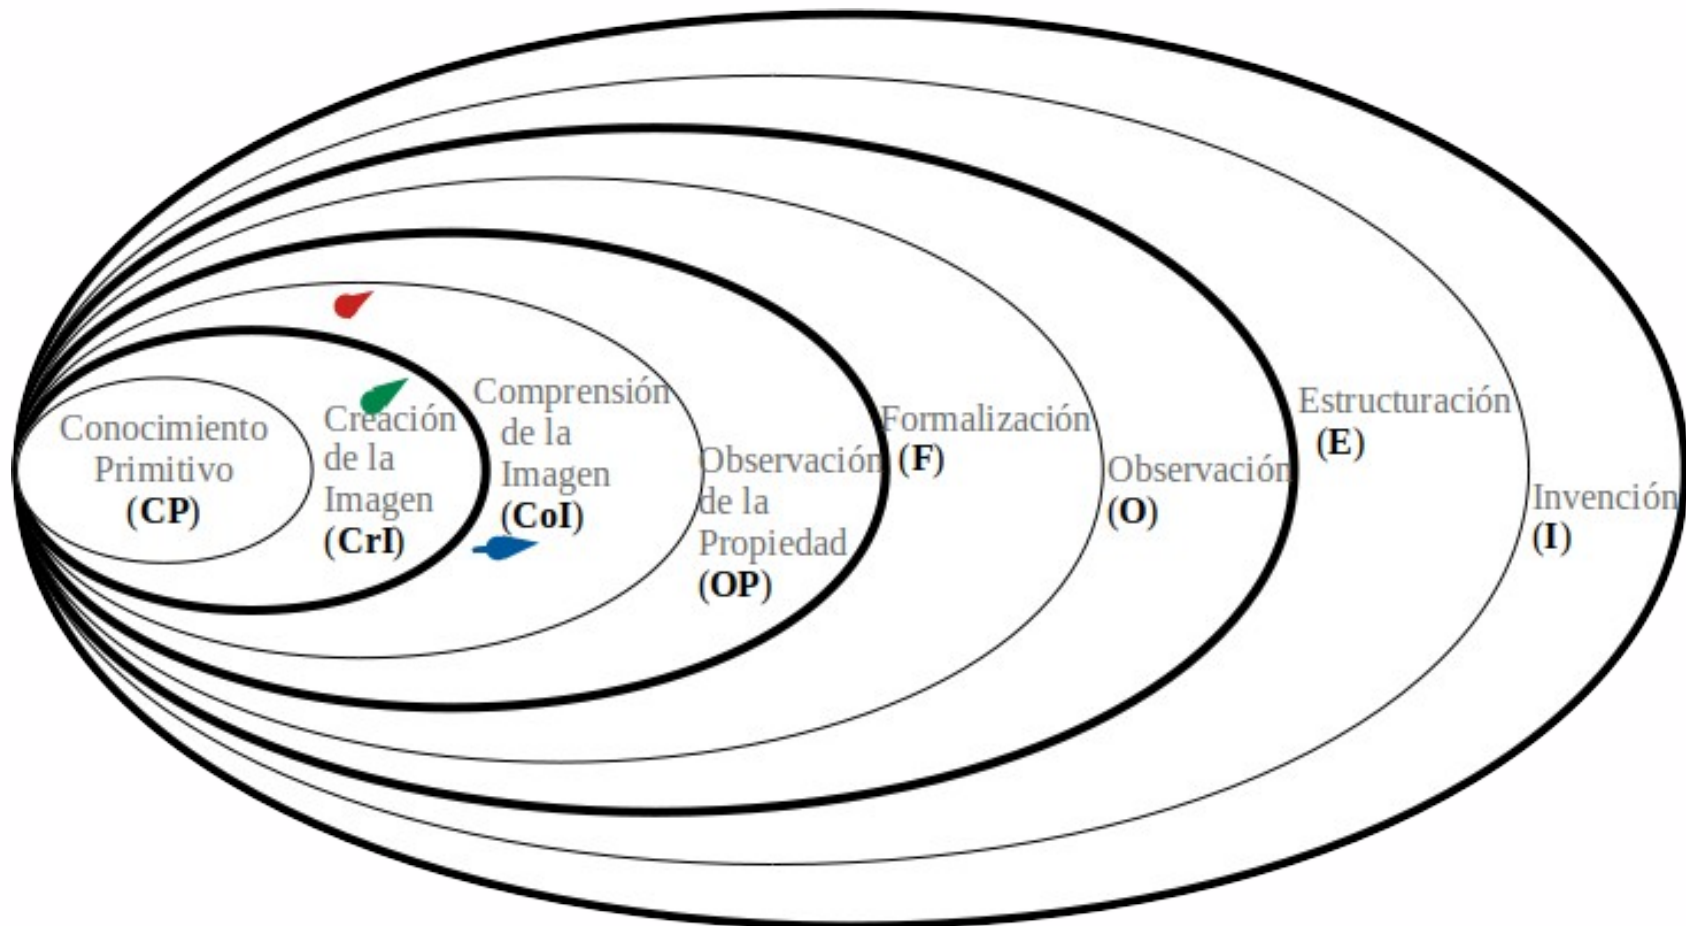 Conocimiento
Primitivo
(CP)
Creación
de la
Imagen
(CrI)
Comprensión
de la
Imagen
(CoI)
Observación
de la
Propiedad
(OP)
Formalización
(F)
Observación
(O)
Estructuración
(E)
Invención
(I)